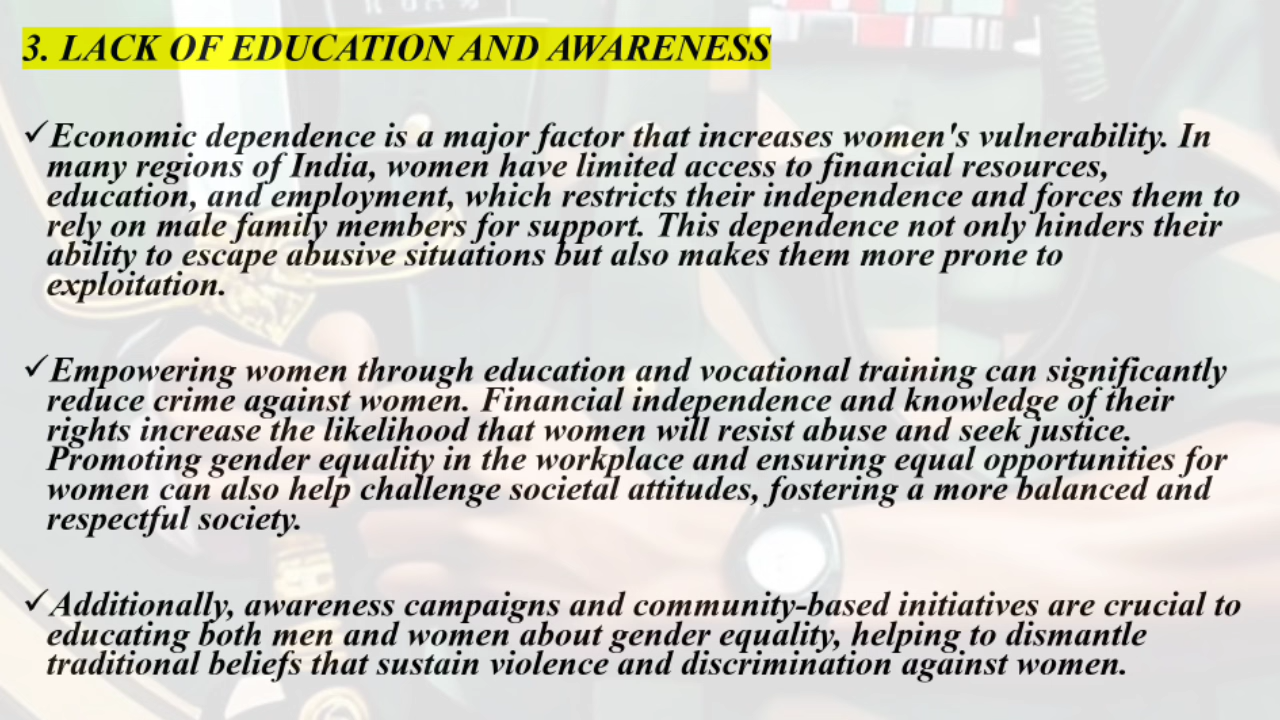 3. LACK OF EDUCATION AND AWARENESS
✓Economic dependence is a major factor that increases women's vulnerability. In
many regions of India, women have limited access to financial resources,
education, and employment, which restricts their independence and forces them to
rely on male family members for support. This dependence not only hinders their
ability to escape abusive situations but also makes them more prone to
exploitation.
✓Empowering women through education and vocational training can significantly
reduce crime against women. Financial independence and knowledge of their
rights increase the likelihood that women will resist abuse and seek justice.
Promoting gender equality in the workplace and ensuring equal opportunities for
women can also help challenge societal attitudes, fostering a more balanced and
respectful society.
✓Additionally, awareness campaigns and community-based initiatives are crucial to
educating both men and women about gender equality, helping to dismantle
traditional beliefs that sustain violence and discrimination against women.